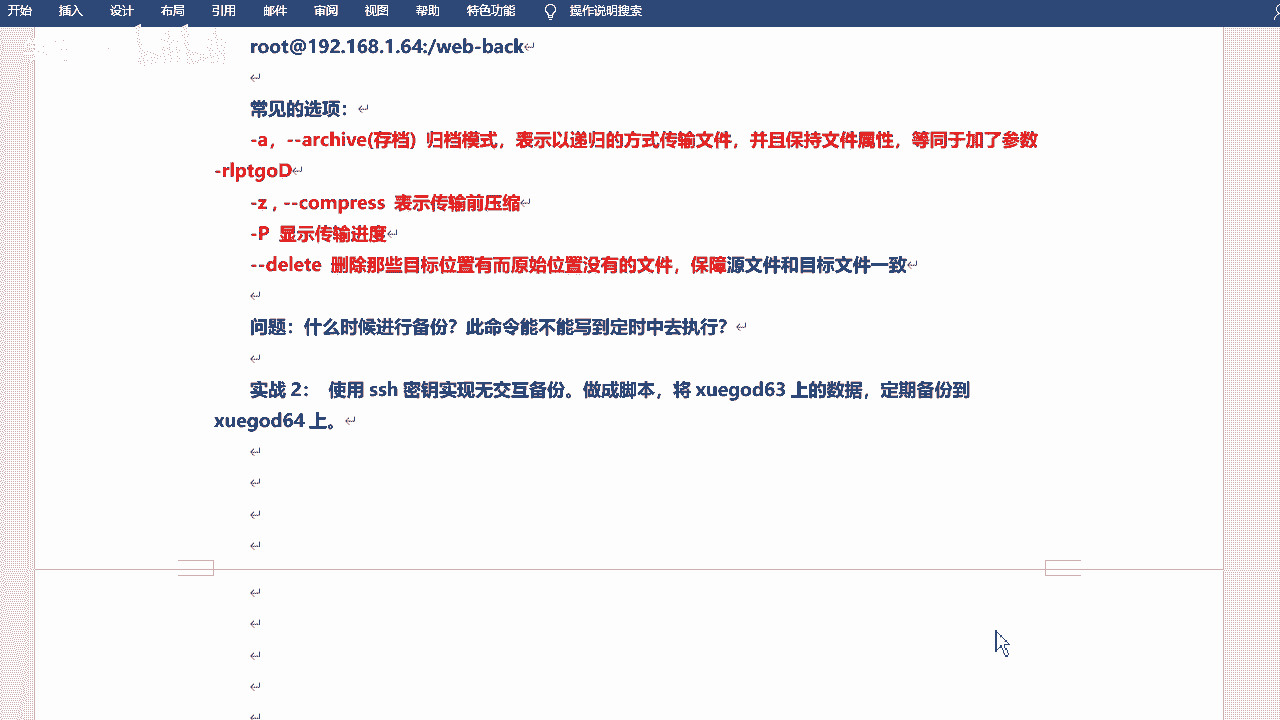 开始 插入 设计 布局 引用 邮件 审阅 视图 帮助 特色功能 操作说明搜索
root@192.168.1.64:/web-back
常见的选项：
-a，--archive(存档) 归档模式，表示以递归的方式传输文件，并且保持文件属性，等同于加了参数
-rlptgoD
-z , --compress 表示传输前压缩
-P 显示传输进度
--delete 删除那些目标位置有而原始位置没有的文件，保障源文件和目标文件一致
问题：什么时候进行备份？此命令能不能写到定时中去执行？
实战 2： 使用 ssh 密钥实现无交互备份。做成脚本，将 xuegod63 上的数据，定期备份到
xuegod64 上。